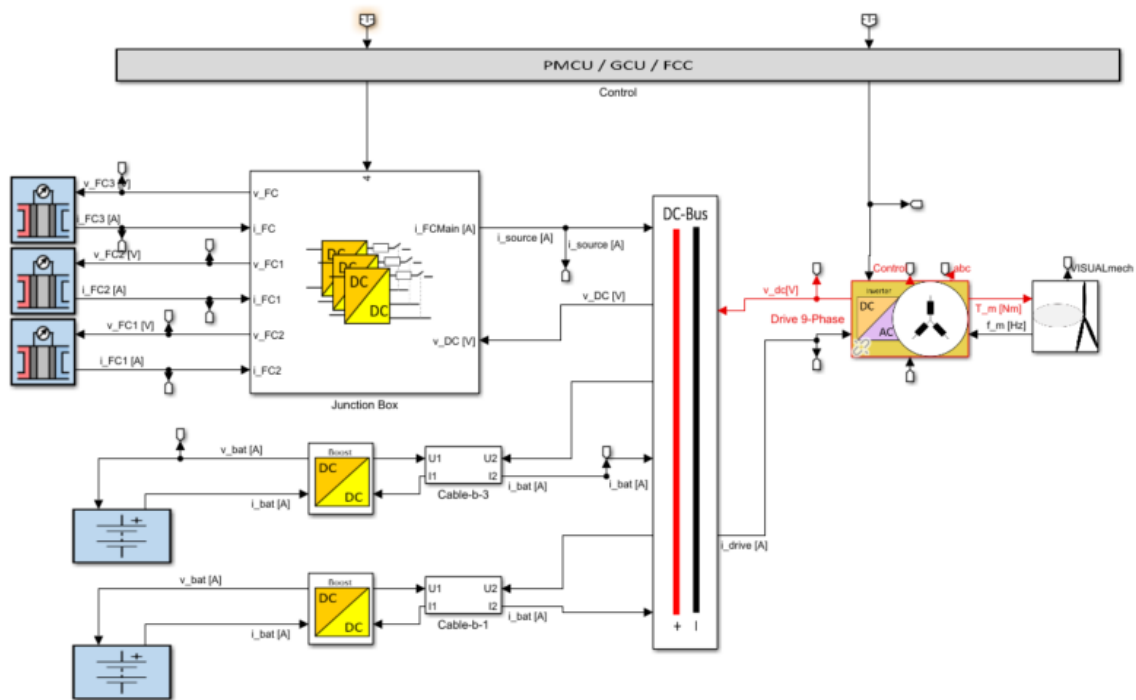 PMCU / GCU / FCC
Control
4
v_FC3 [V]
i_FC3 [A]
v_FC2 [V]
i_FC2 [A]
v_FC1 [V]
i_FC1 [A]
v_FC
i_FC
v_FC1
i_FC1
v_FC2
i_FC2
i_FCMain [A]
v_DC [V]
Junction Box
i_source [A]
i_source [A]
v_DC [V]
DC-Bus
+ I
v_dc[V]
Control
iabc
Inverter
DC
AC
Drive 9-Phase
T_m [Nm]
f_m [Hz]
VISUALmech
i_drive [A]
v_bat [A]
i_bat [A]
Boost
DC
DC
U1 U2
I1 I2
Cable-b-3
i_bat [A]
i_bat [A]
v_bat [A]
i_bat [A]
Boost
DC
DC
U1 U2
I1 I2
Cable-b-1
i_bat [A]
DC
DC
+
+